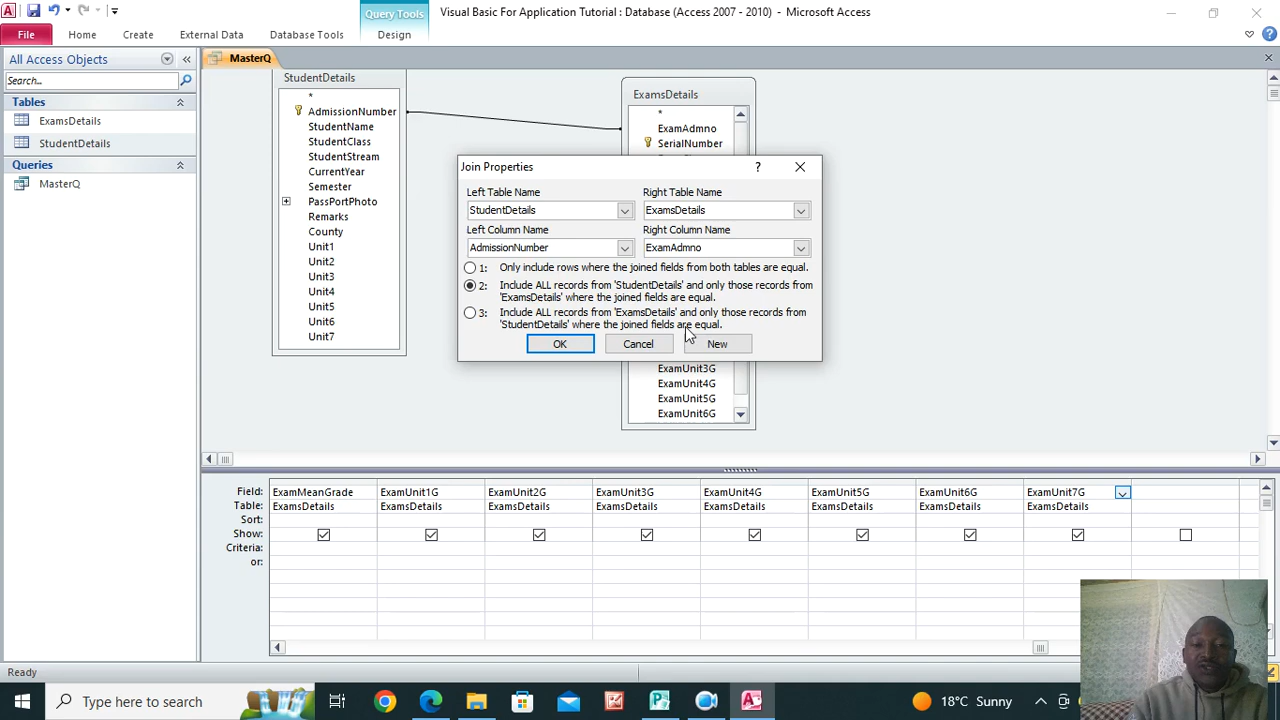 Query Tools
Visual Basic For Application Tutorial : Database (Access 2007 - 2010) - Microsoft Access
File
Home
Create
External Data
Database Tools
Design
All Access Objects
Search...
Tables
ExamsDetails
StudentDetails
Queries
MasterQ
MasterQ
StudentDetails
*
AdmissionNumber
StudentName
StudentClass
StudentStream
CurrentYear
Semester
PassPortPhoto
Remarks
County
Unit1
Unit2
Unit3
Unit4
Unit5
Unit6
Unit7
ExamsDetails
*
ExamAdmno
SerialNumber
ExamUnit3G
ExamUnit4G
ExamUnit5G
ExamUnit6G
Join Properties
Left Table Name
Right Table Name
StudentDetails
ExamsDetails
Left Column Name
Right Column Name
AdmissionNumber
ExamAdmno
1: Only include rows where the joined fields from both tables are equal.
2: Include ALL records from 'StudentDetails' and only those records from
'ExamsDetails' where the joined fields are equal.
3: Include ALL records from 'ExamsDetails' and only those records from
'StudentDetails' where the joined fields are equal.
OK
Cancel
New
Field: ExamMeanGrade ExamUnit1G ExamUnit2G ExamUnit3G ExamUnit4G ExamUnit5G ExamUnit6G ExamUnit7G
Table: ExamsDetails ExamsDetails ExamsDetails ExamsDetails ExamsDetails ExamsDetails ExamsDetails ExamsDetails
Sort:
Show:
Criteria:
or:
Ready
Type here to search
18°C Sunny